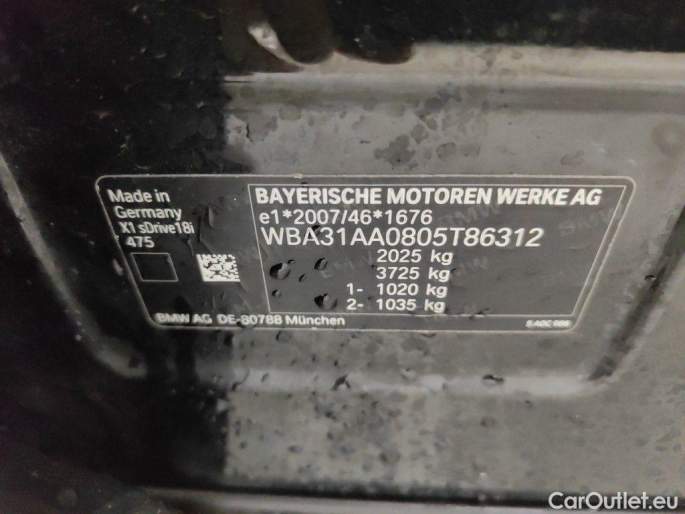 Made in
Germany
X1 sDrive18i
475
BAYERISCHE MOTOREN WERKE AG
e1*2007/46*1676
WBA31AA0805T86312
2025 kg
3725 kg
1- 1020 kg
2- 1035 kg
BMW AG DE-80788 München
CarOutlet.eu